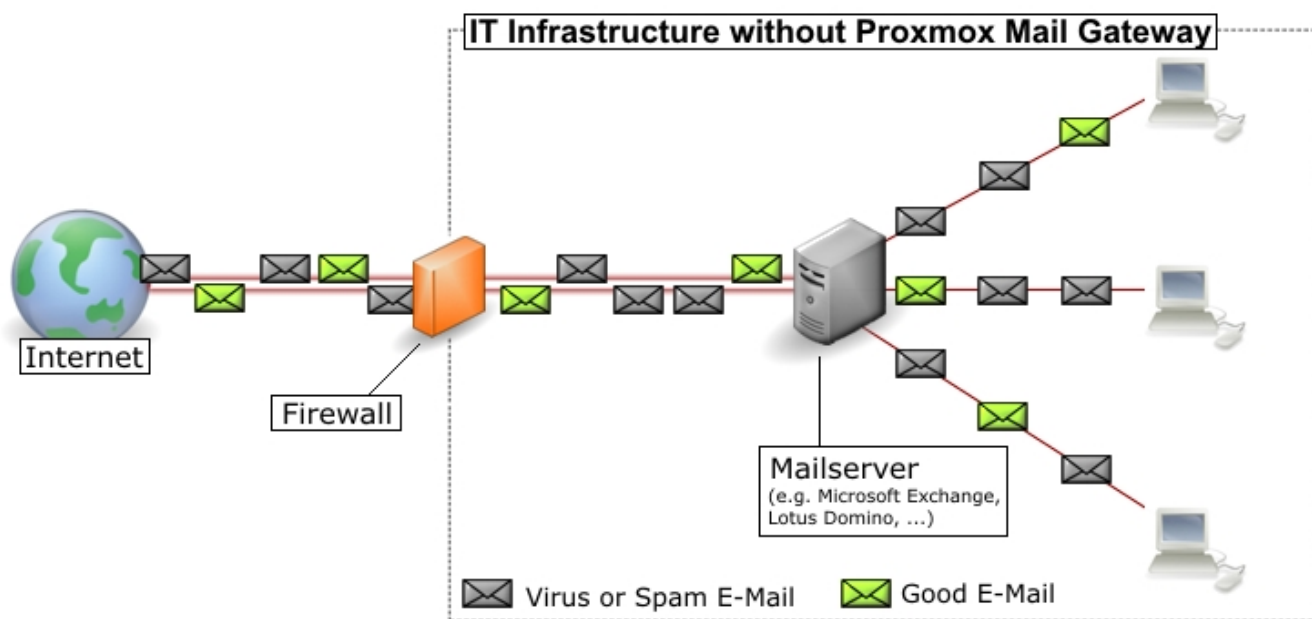 IT Infrastructure without Proxmox Mail Gateway
Internet
Firewall
Mailserver
(e.g. Microsoft Exchange,
Lotus Domino, ...)
Virus or Spam E-Mail
Good E-Mail